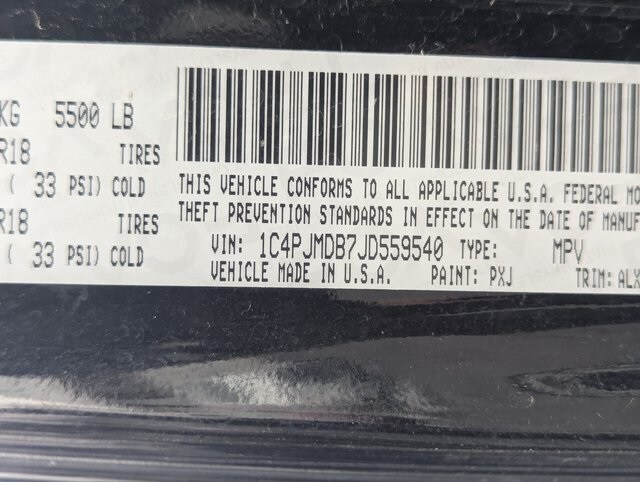 KG 5500 LB
R18 TIRES
( 33 PSI) COLD
R18 TIRES
( 33 PSI) COLD
THIS VEHICLE CONFORMS TO ALL APPLICABLE U.S.A. FEDERAL
THEFT PREVENTION STANDARDS IN EFFECT ON THE DATE OF
VIN: 1C4PJMDB7JD559540 TYPE: MPV
VEHICLE MADE IN U.S.A. PAINT: PXJ TRIM: ALX